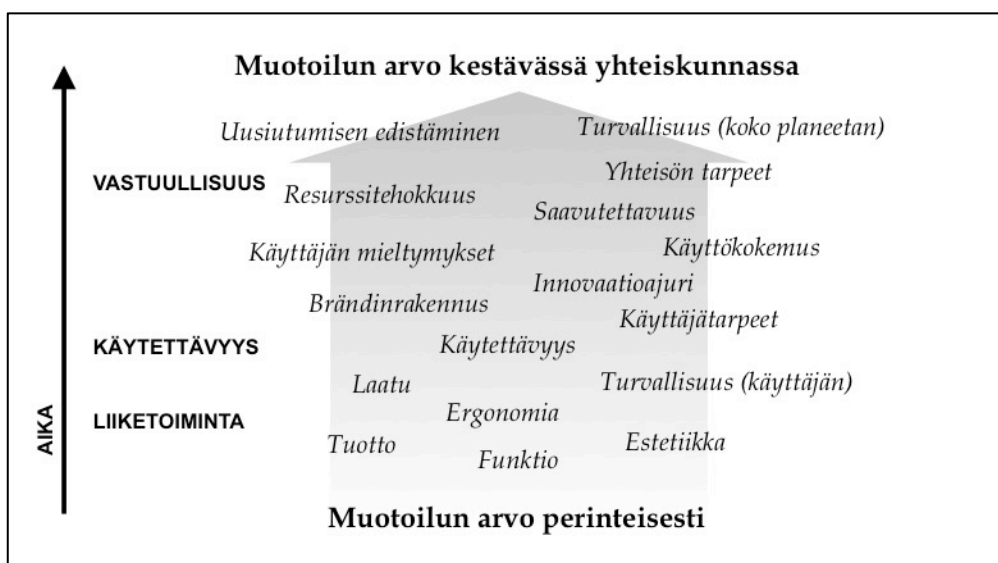 Muotoilun arvo kestävässä yhteiskunnassa
Uusiutumisen edistäminen
Turvallisuus (koko planeetan)
VASTUULLISUUS
Yhteisön tarpeet
Resurssitehokkuus
Saavutettavuus
Käyttäjän mieltymykset
Käyttökokemus
Innovaatioajuri
Brändinrakennus
Käyttäjätarpeet
KÄYTETTÄVYYS
Käytettävyys
Laatu
Turvallisuus (käyttäjän)
AIKA
LIIKETOIMINTA
Ergonomia
Tuotto
Funktio
Estetiikka
Muotoilun arvo perinteisesti